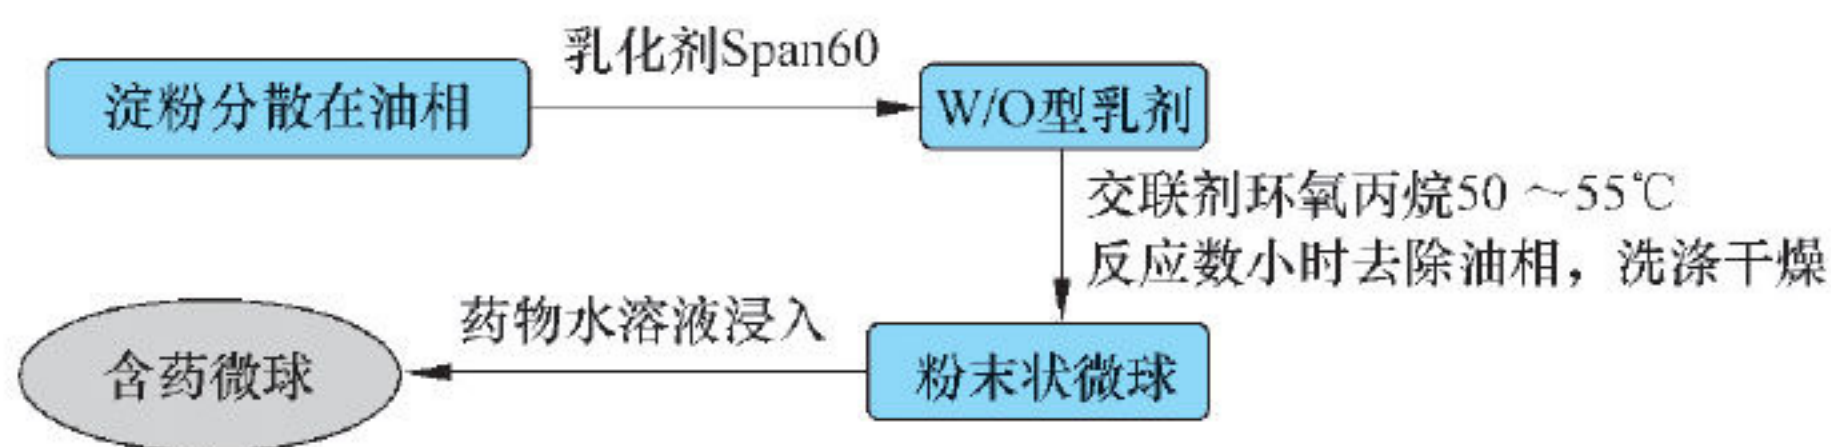 乳化剂Span60
淀粉分散在油相
W/O型乳剂
交联剂环氧丙烷50 ～55℃
反应数小时去除油相，洗涤干燥
药物水溶液浸入
含药微球
粉末状微球